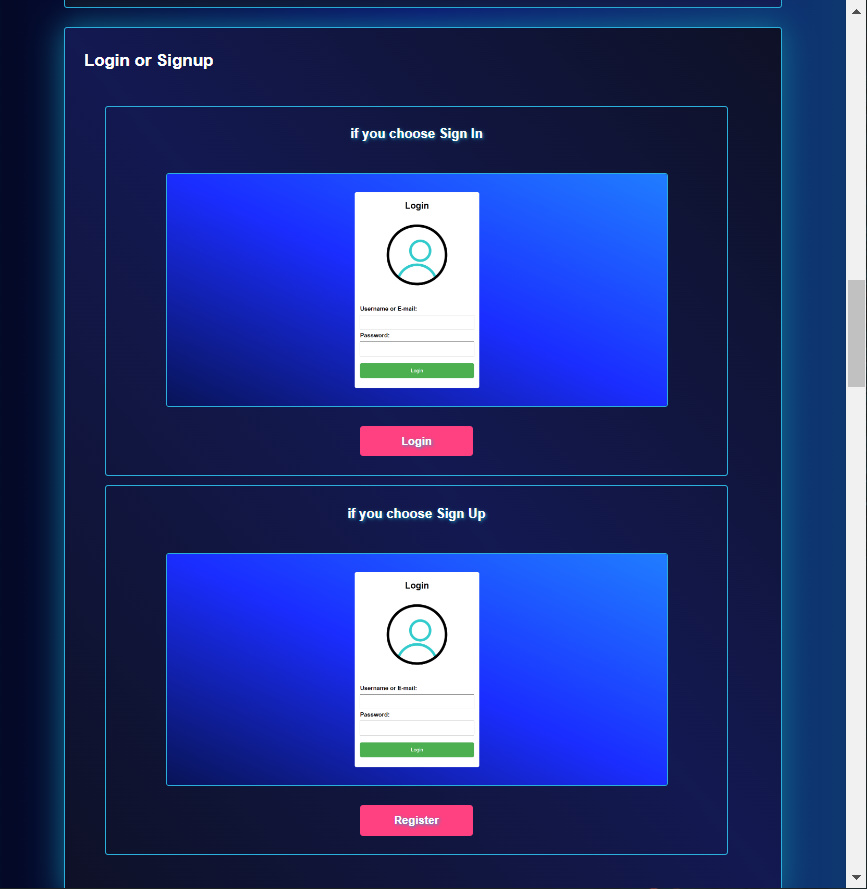 Login or Signup
if you choose Sign In
Login
Username or E-mail:
Password:
Login
Login
if you choose Sign Up
Login
Username or E-mail:
Password:
Login
Register